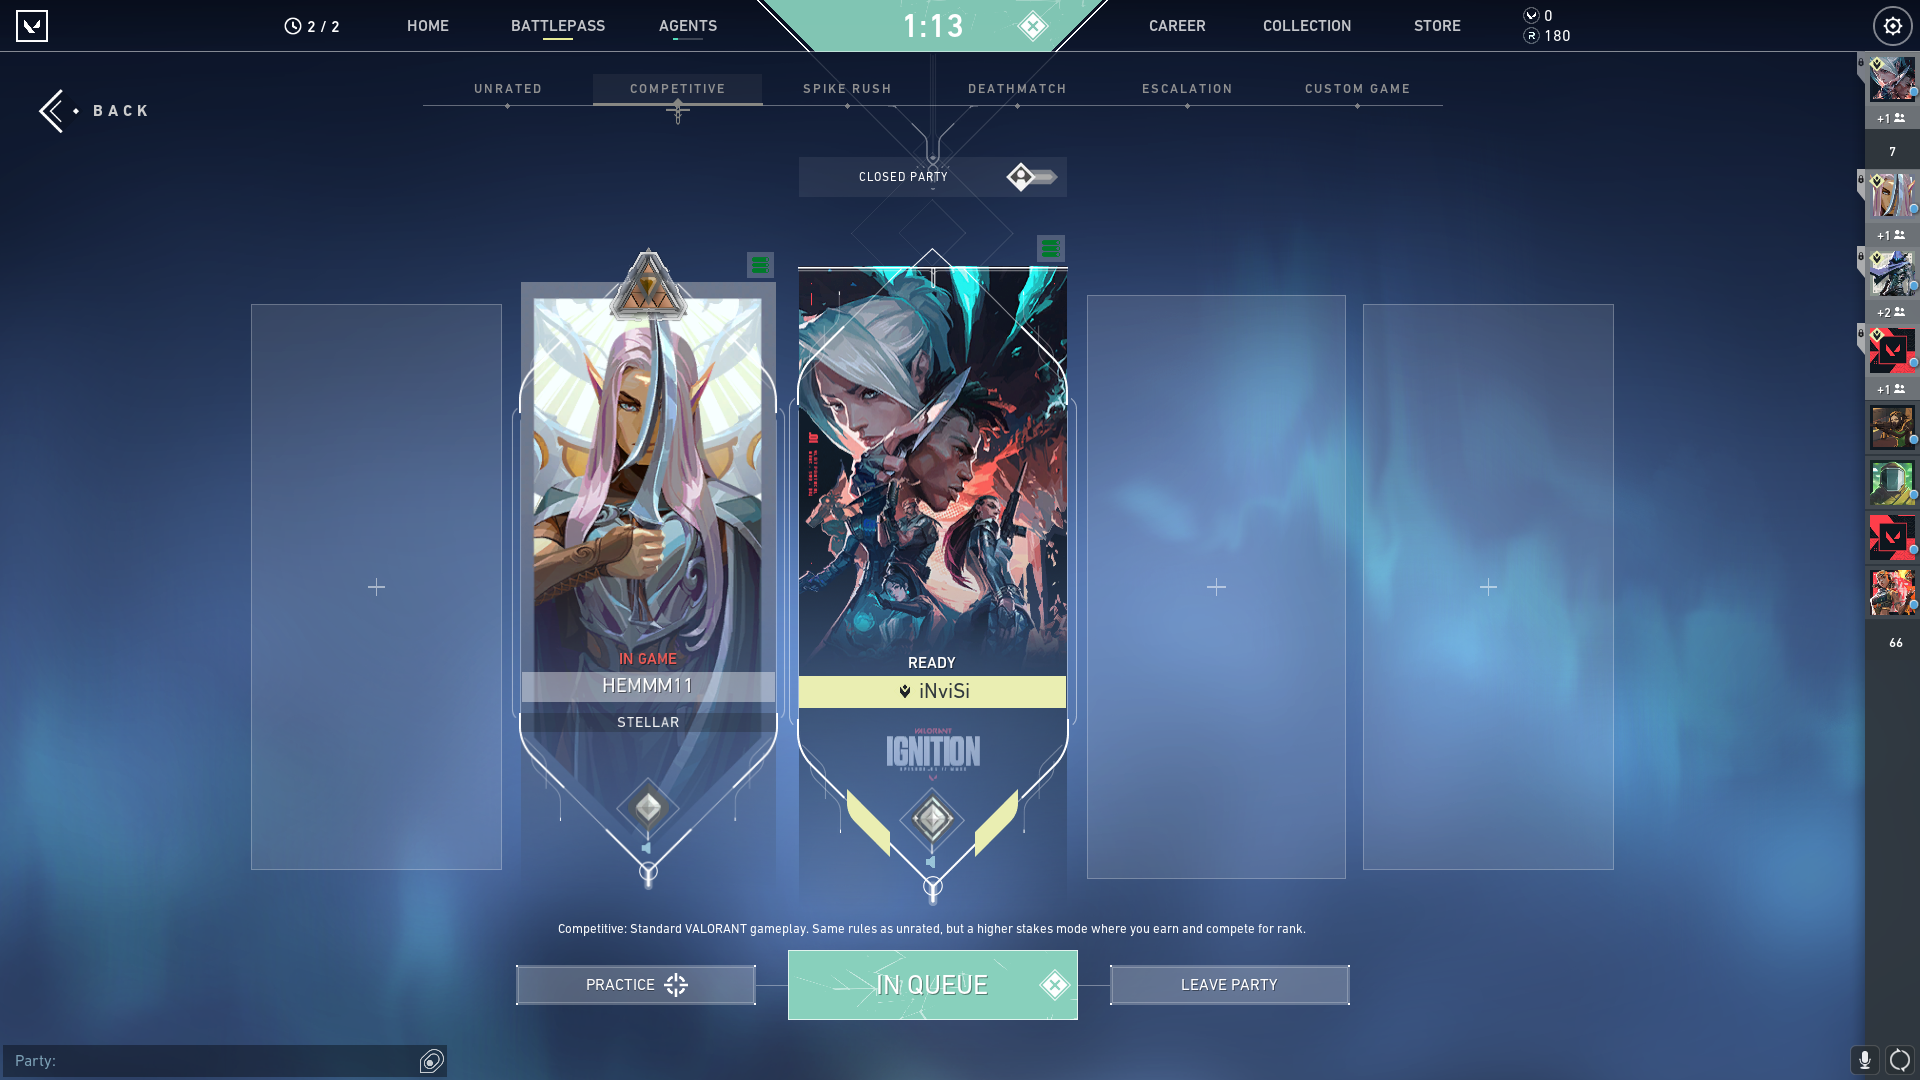 2 / 2
HOME
BATTLEPASS
AGENTS
1:13
CAREER
COLLECTION
STORE
0
180
BACK
UNRATED
COMPETITIVE
SPIKE RUSH
DEATHMATCH
ESCALATION
CUSTOM GAME
CLOSED PARTY
+1
7
+1
+2
+1
66
IN GAME
HEMMM11
STELLAR
READY
iNviSi
VALORANT
IGNITION
Competitive: Standard VALORANT gameplay. Same rules as unrated, but a higher stakes mode where you earn and compete for rank.
PRACTICE
IN QUEUE
LEAVE PARTY
Party: